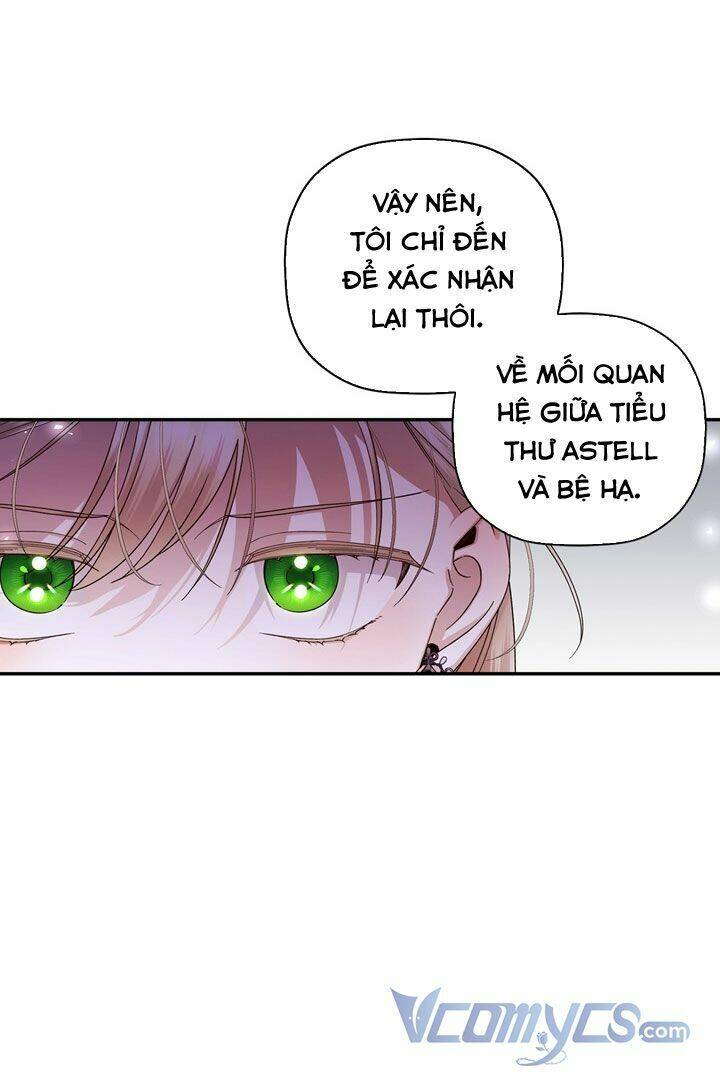 VẬY NÊN,
TÔI CHỈ ĐẾN
ĐỂ XÁC NHẬN
LẠI THÔI.
VỀ MỐI QUAN
HỆ GIỮA TIỂU
THƯ ASTELL
VÀ BỆ HẠ.
VCOMYCS.com